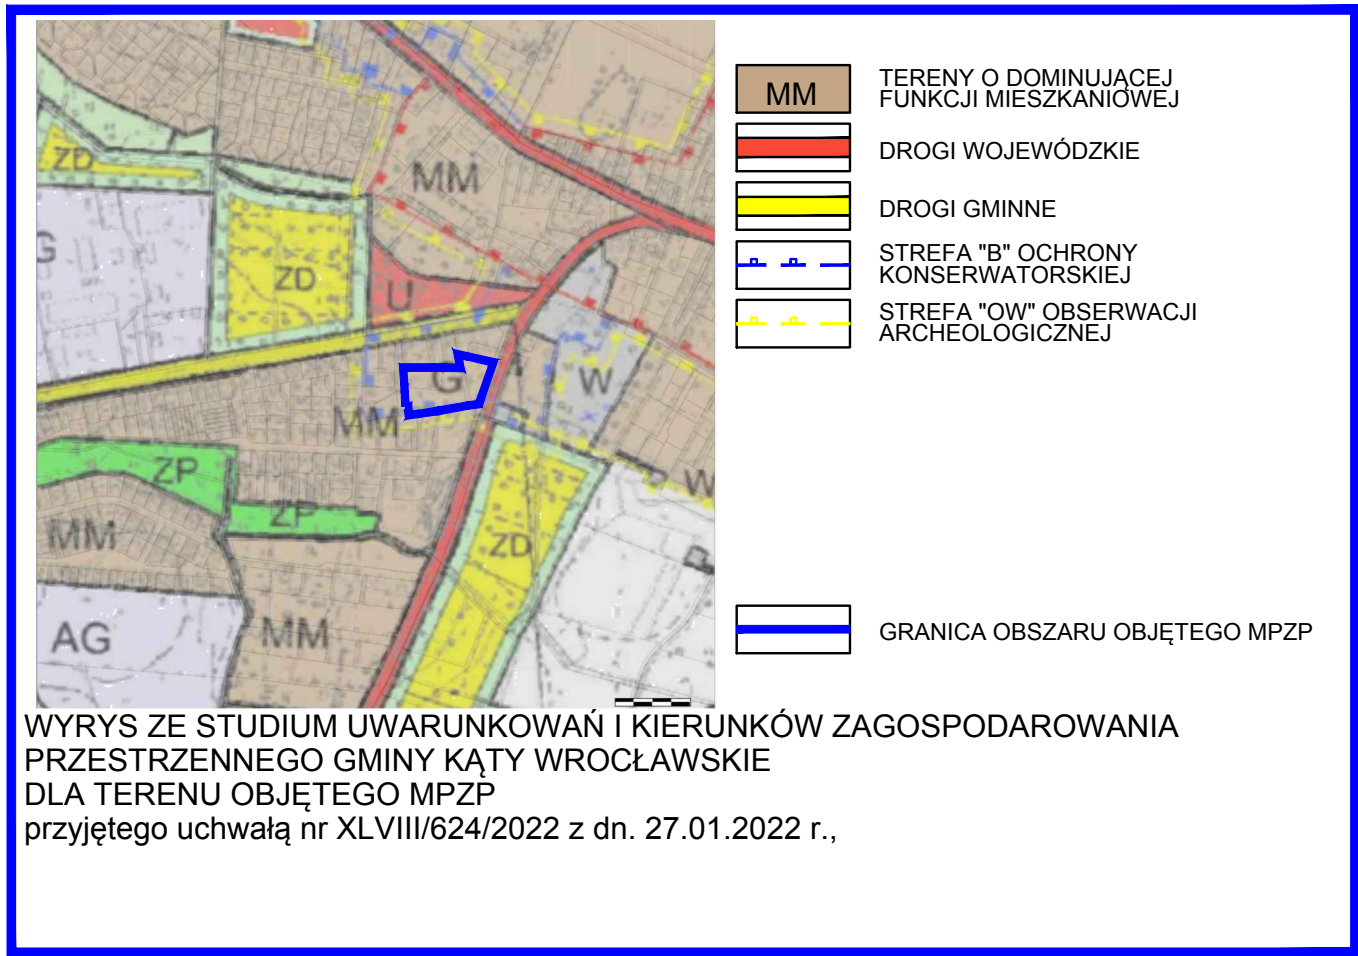 ZD
MM
G
ZD
U
G
W
MM
ZP
W
ZP
MM
ZD
AG
MM
MM
TERENY O DOMINUJĄCEJ
FUNKCJI MIESZKANIOWEJ
DROGI WOJEWÓDZKIE
DROGI GMINNE
STREFA "B" OCHRONY
KONSERWATORSKIEJ
STREFA "OW" OBSERWACJI
ARCHEOLOGICZNEJ
GRANICA OBSZARU OBJĘTEGO MPZP
WYRYS ZE STUDIUM UWARUNKOWAŃ I KIERUNKÓW ZAGOSPODAROWANIA
PRZESTRZENNEGO GMINY KĄTY WROCŁAWSKIE
DLA TERENU OBJĘTEGO MPZP
przyjętego uchwałą nr XLVIII/624/2022 z dn. 27.01.2022 r.,